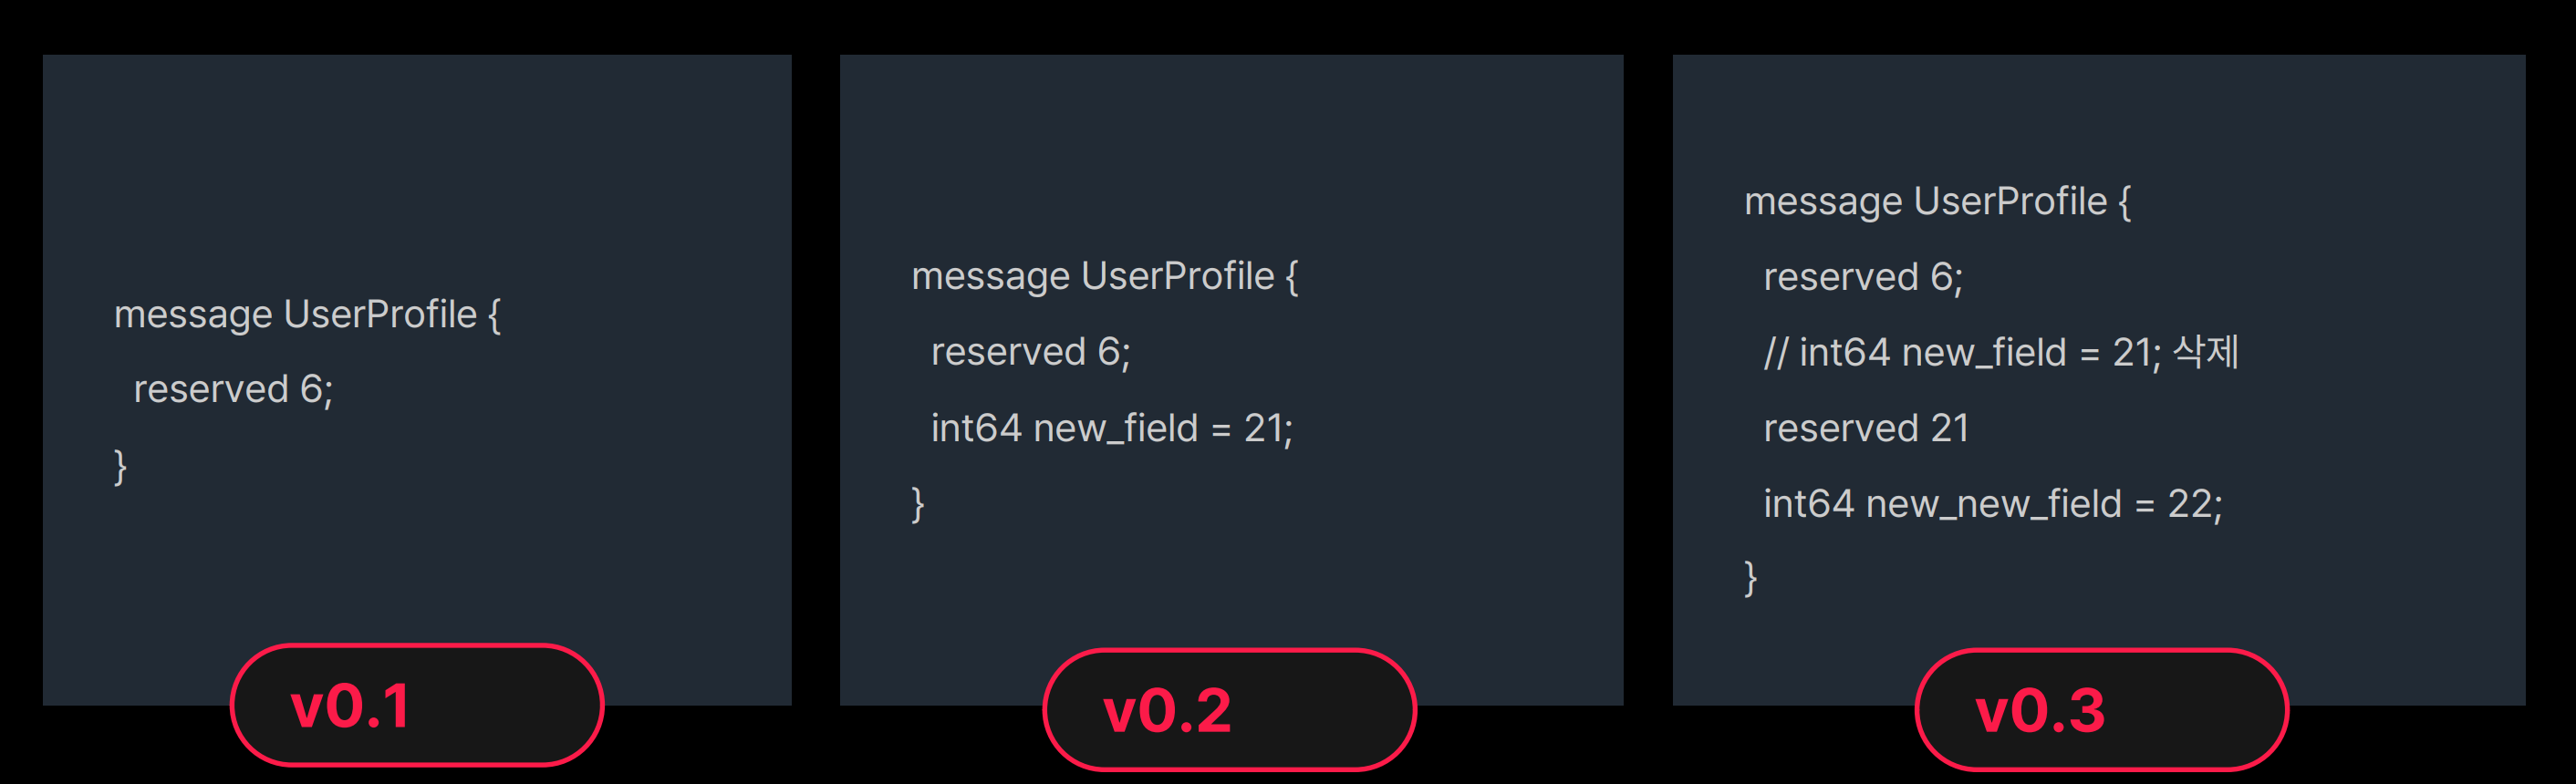 message UserProfile {
reserved 6;
}
v0.1
message UserProfile {
reserved 6;
int64 new_field = 21;
}
v0.2
message UserProfile {
reserved 6;
// int64 new_field = 21; 삭제
reserved 21
int64 new_new_field = 22;
}
v0.3